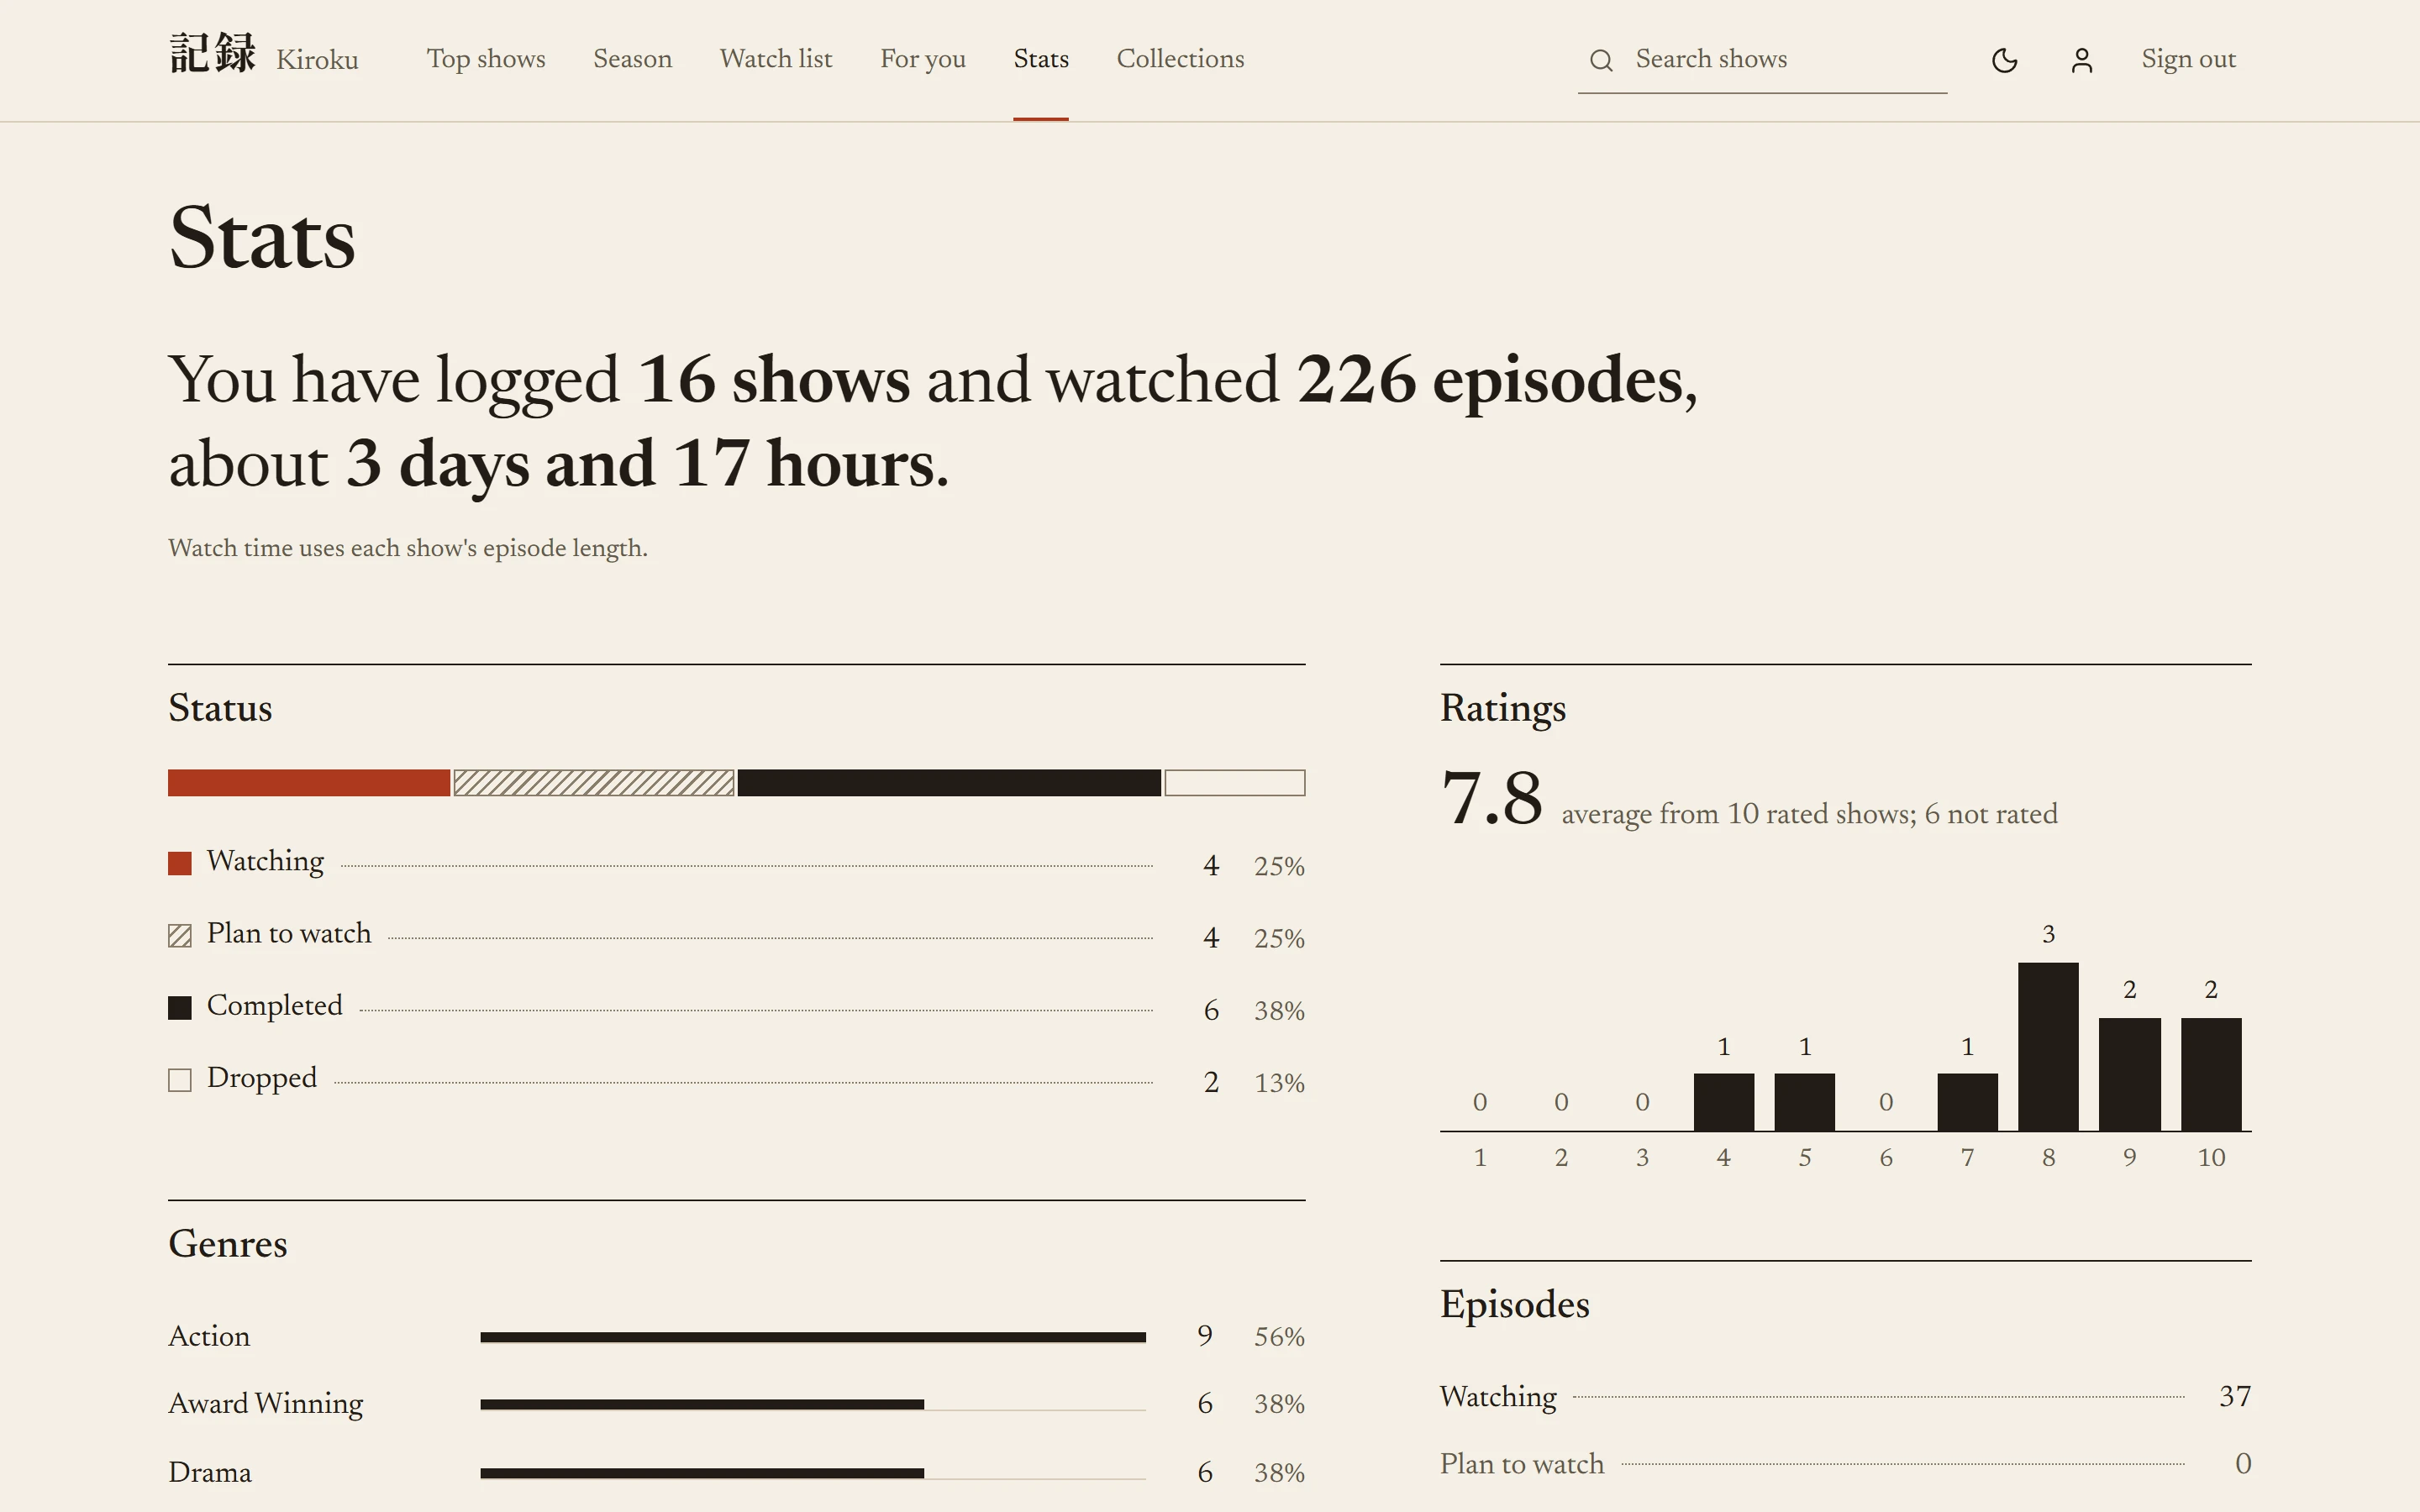 記録 Kiroku Top shows Season Watch list For you Stats Collections Search shows Sign out
Stats
You have logged 16 shows and watched 226 episodes,
about 3 days and 17 hours.
Watch time uses each show's episode length.
Status
Watching 4 25%
Plan to watch 4 25%
Completed 6 38%
Dropped 2 13%
Genres
Action 9 56%
Award Winning 6 38%
Drama 6 38%
Ratings
7.8 average from 10 rated shows; 6 not rated
0 0 0 1 1 0 1 3 2 2
1 2 3 4 5 6 7 8 9 10
Episodes
Watching 37
Plan to watch 0